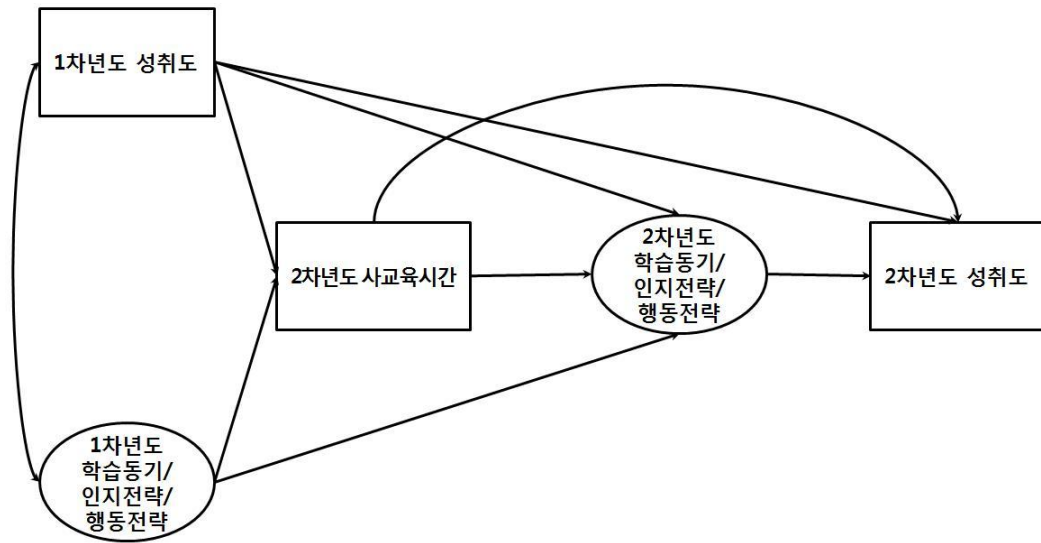 1차년도 성취도
2차년도 사교육시간
2차년도
학습동기/
인지전략/
행동전략
2차년도 성취도
1차년도
학습동기/
인지전략/
행동전략